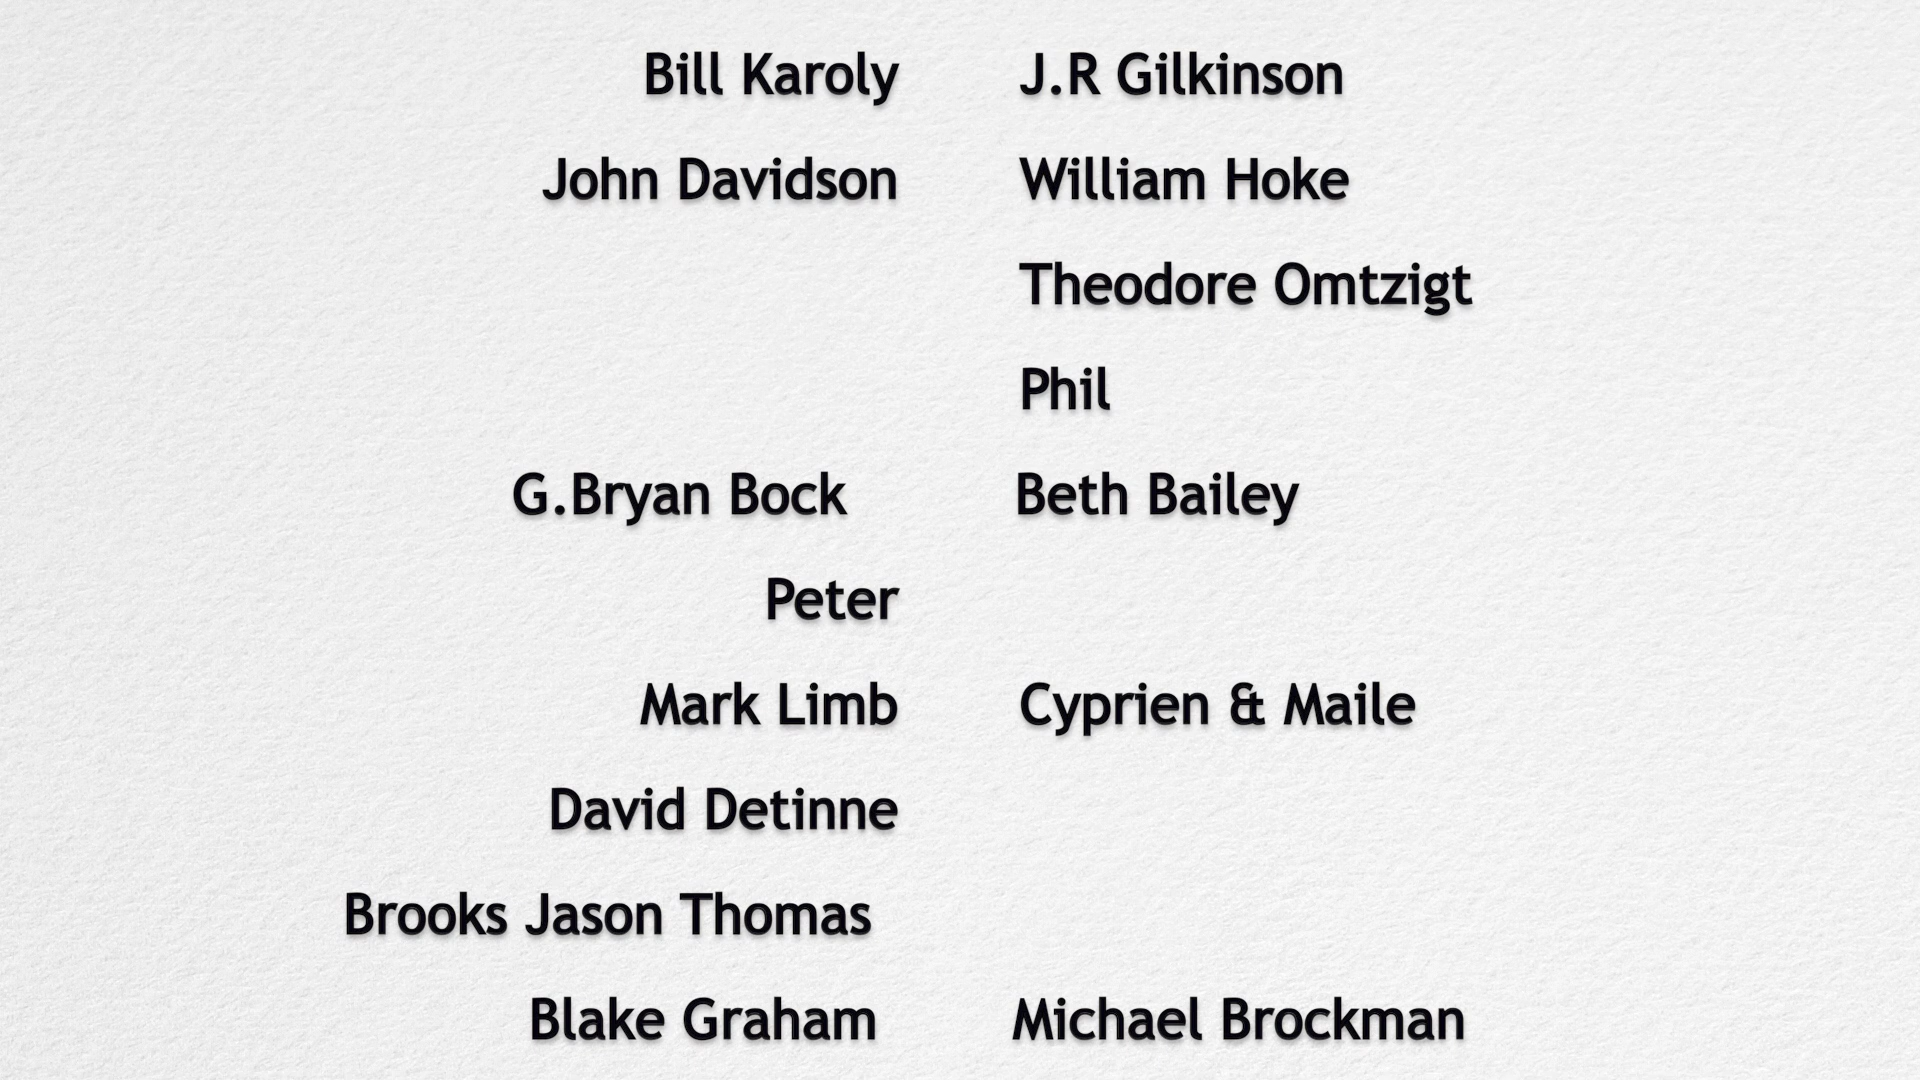 Bill Karoly J.R Gilkinson
John Davidson William Hoke
Theodore Omtzigt
Phil
G.Bryan Bock Beth Bailey
Peter
Mark Limb Cyprien & Maile
David Detinne
Brooks Jason Thomas
Blake Graham Michael Brockman